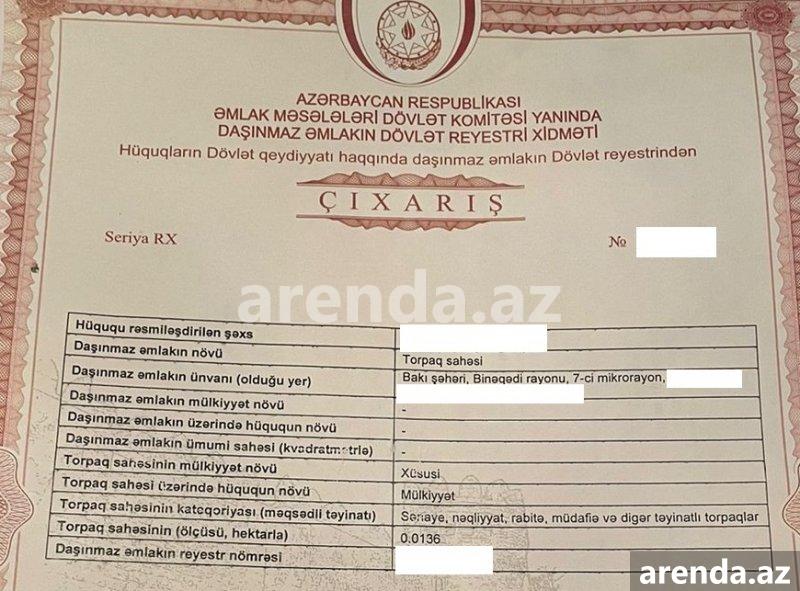 AZƏRBAYCAN RESPUBLİKASI
ƏMLAK MƏSƏLƏLƏRİ DÖVLƏT KOMİTƏSİ YANINDA
DAŞINMAZ ƏMLAKIN DÖVLƏT REYESTRİ XİDMƏTİ
Hüquqların Dövlət qeydiyyatı haqqında daşınmaz əmlakın Dövlət reyestrindən
ÇIXARIŞ
Seriya RX №
arenda.az
Hüququ rəsmiləşdirilən şəxs
Daşınmaz əmlakın növü Torpaq sahəsi
Daşınmaz əmlakın ünvanı (olduğu yer) Bakı şəhəri, Binəqədi rayonu, 7-ci mikrorayon,
Daşınmaz əmlakın mülkiyyət növü -
Daşınmaz əmlakın üzərində hüququn növü -
Daşınmaz əmlakın ümumi sahəsi (kvadratmetrlə) -
Torpaq sahəsinin mülkiyyət növü Xüsusi
Torpaq sahəsi üzərində hüququn növü Mülkiyyət
Torpaq sahəsinin kateqoriyası (məqsədli təyinatı) Sənaye, nəqliyyat, rabitə, müdafiə və digər təyinatlı torpaqlar
Torpaq sahəsinin (ölçüsü, hektarla) 0.0136
Daşınmaz əmlakın reyestr nömrəsi
arenda.az